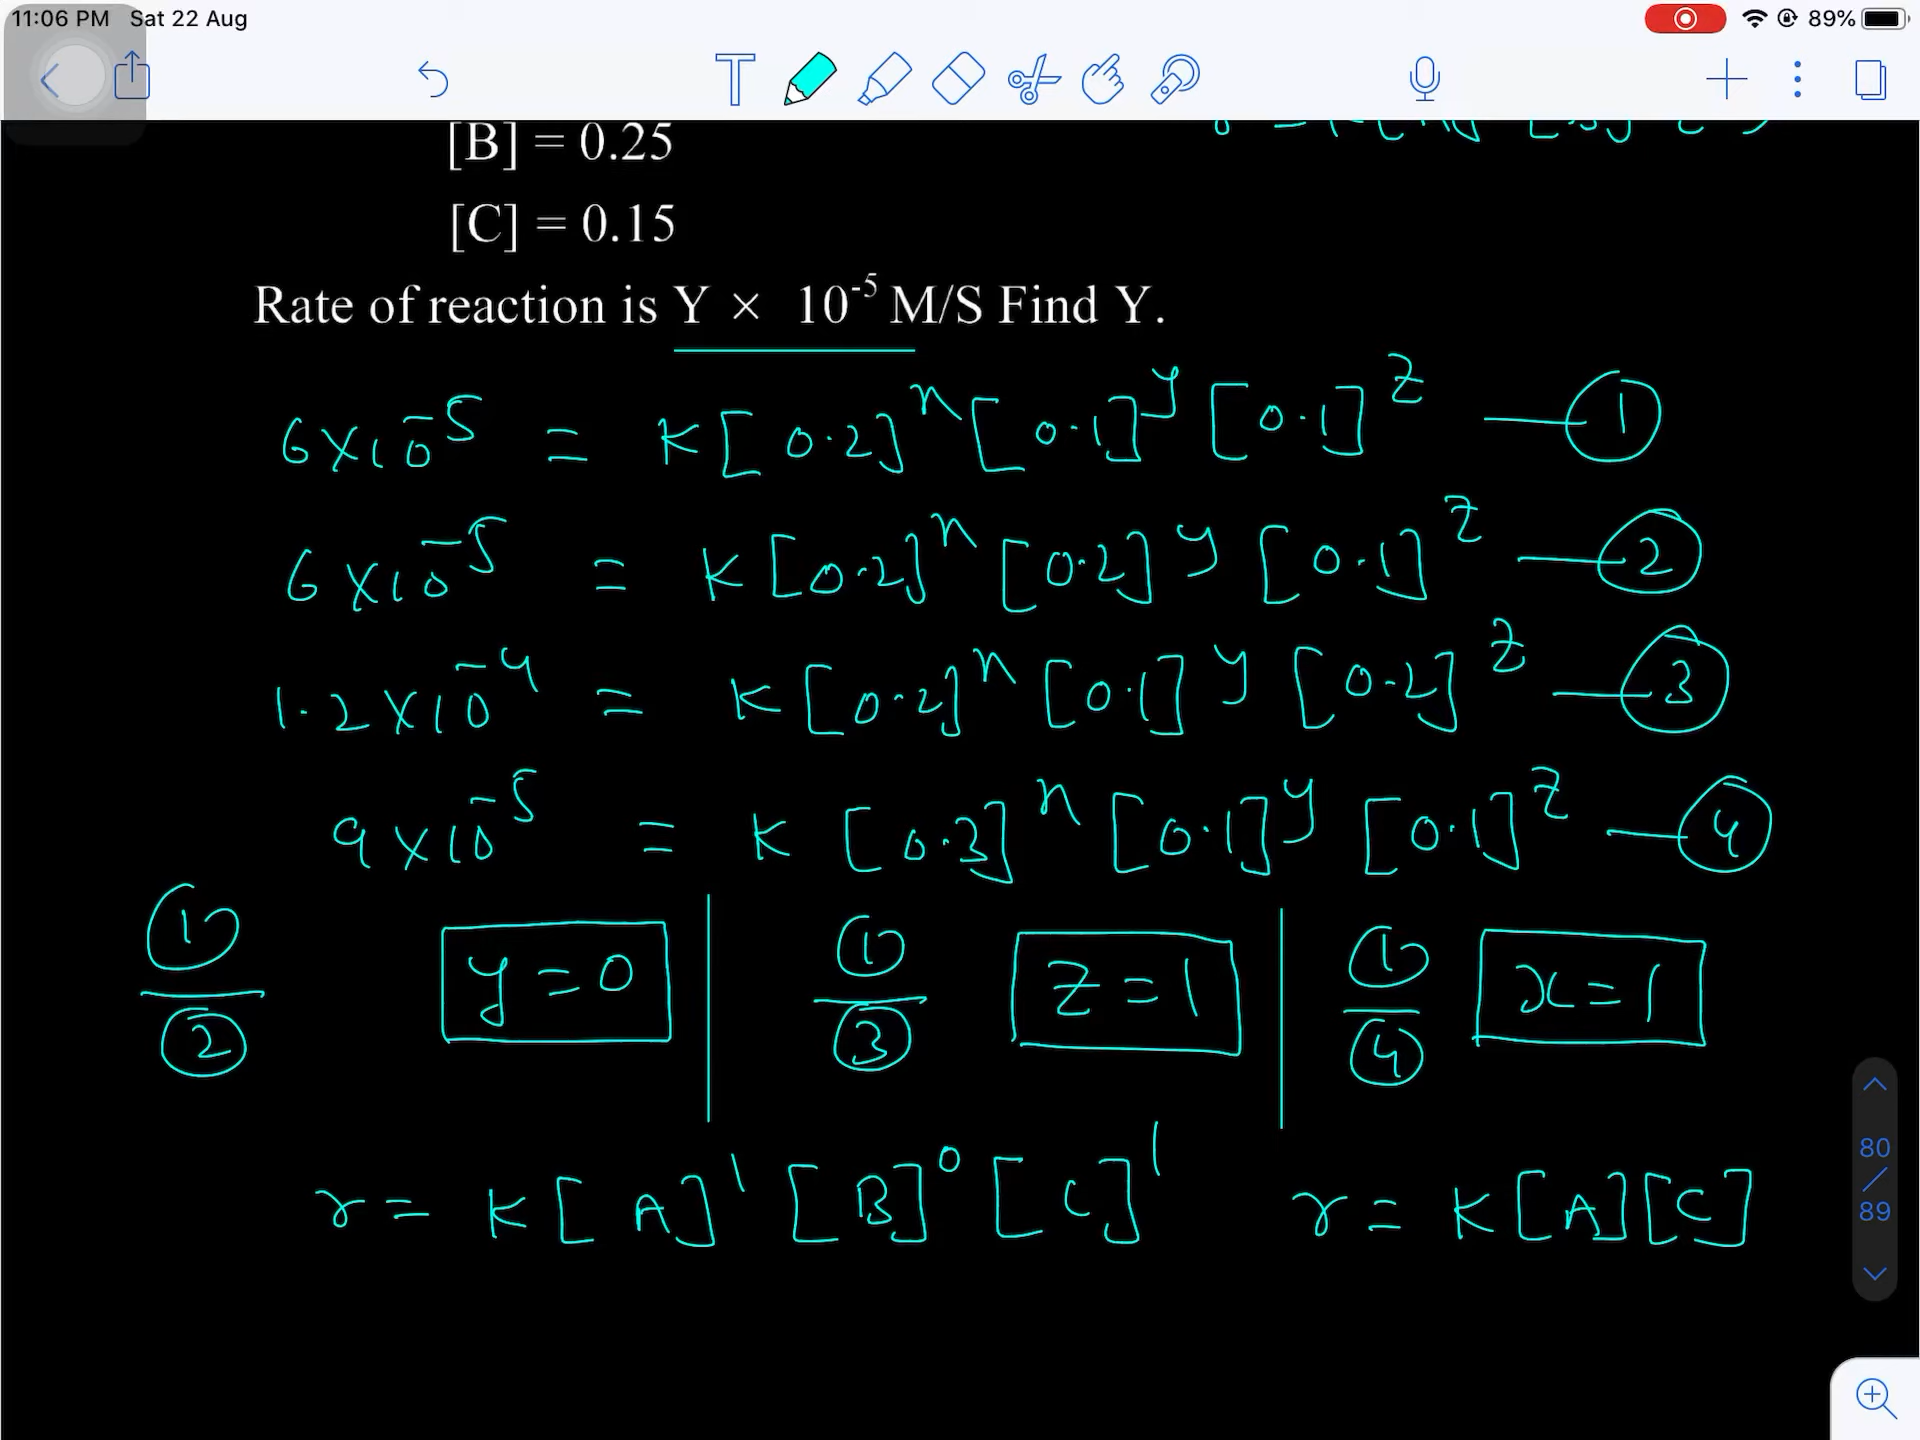 11:06 PM Sat 22 Aug 89%
T
[B] = 0.25
[C] = 0.15
Rate of reaction is Y × 10⁻⁵ M/S Find Y.
6×10⁻⁵ = K[0.2]ˣ[0.1]ʸ[0.1]ᶻ — ①
6×10⁻⁵ = K[0.2]ˣ[0.2]ʸ[0.1]ᶻ — ②
1.2×10⁻⁴ = K[0.2]ˣ[0.1]ʸ[0.2]ᶻ — ③
9×10⁻⁵ = K[0.3]ˣ[0.1]ʸ[0.1]ᶻ — ④
①/② y=0 | ①/③ z=1 | ①/④ x=1
r = K[A]¹[B]⁰[C]¹ r = K[A][C]
80
/
89